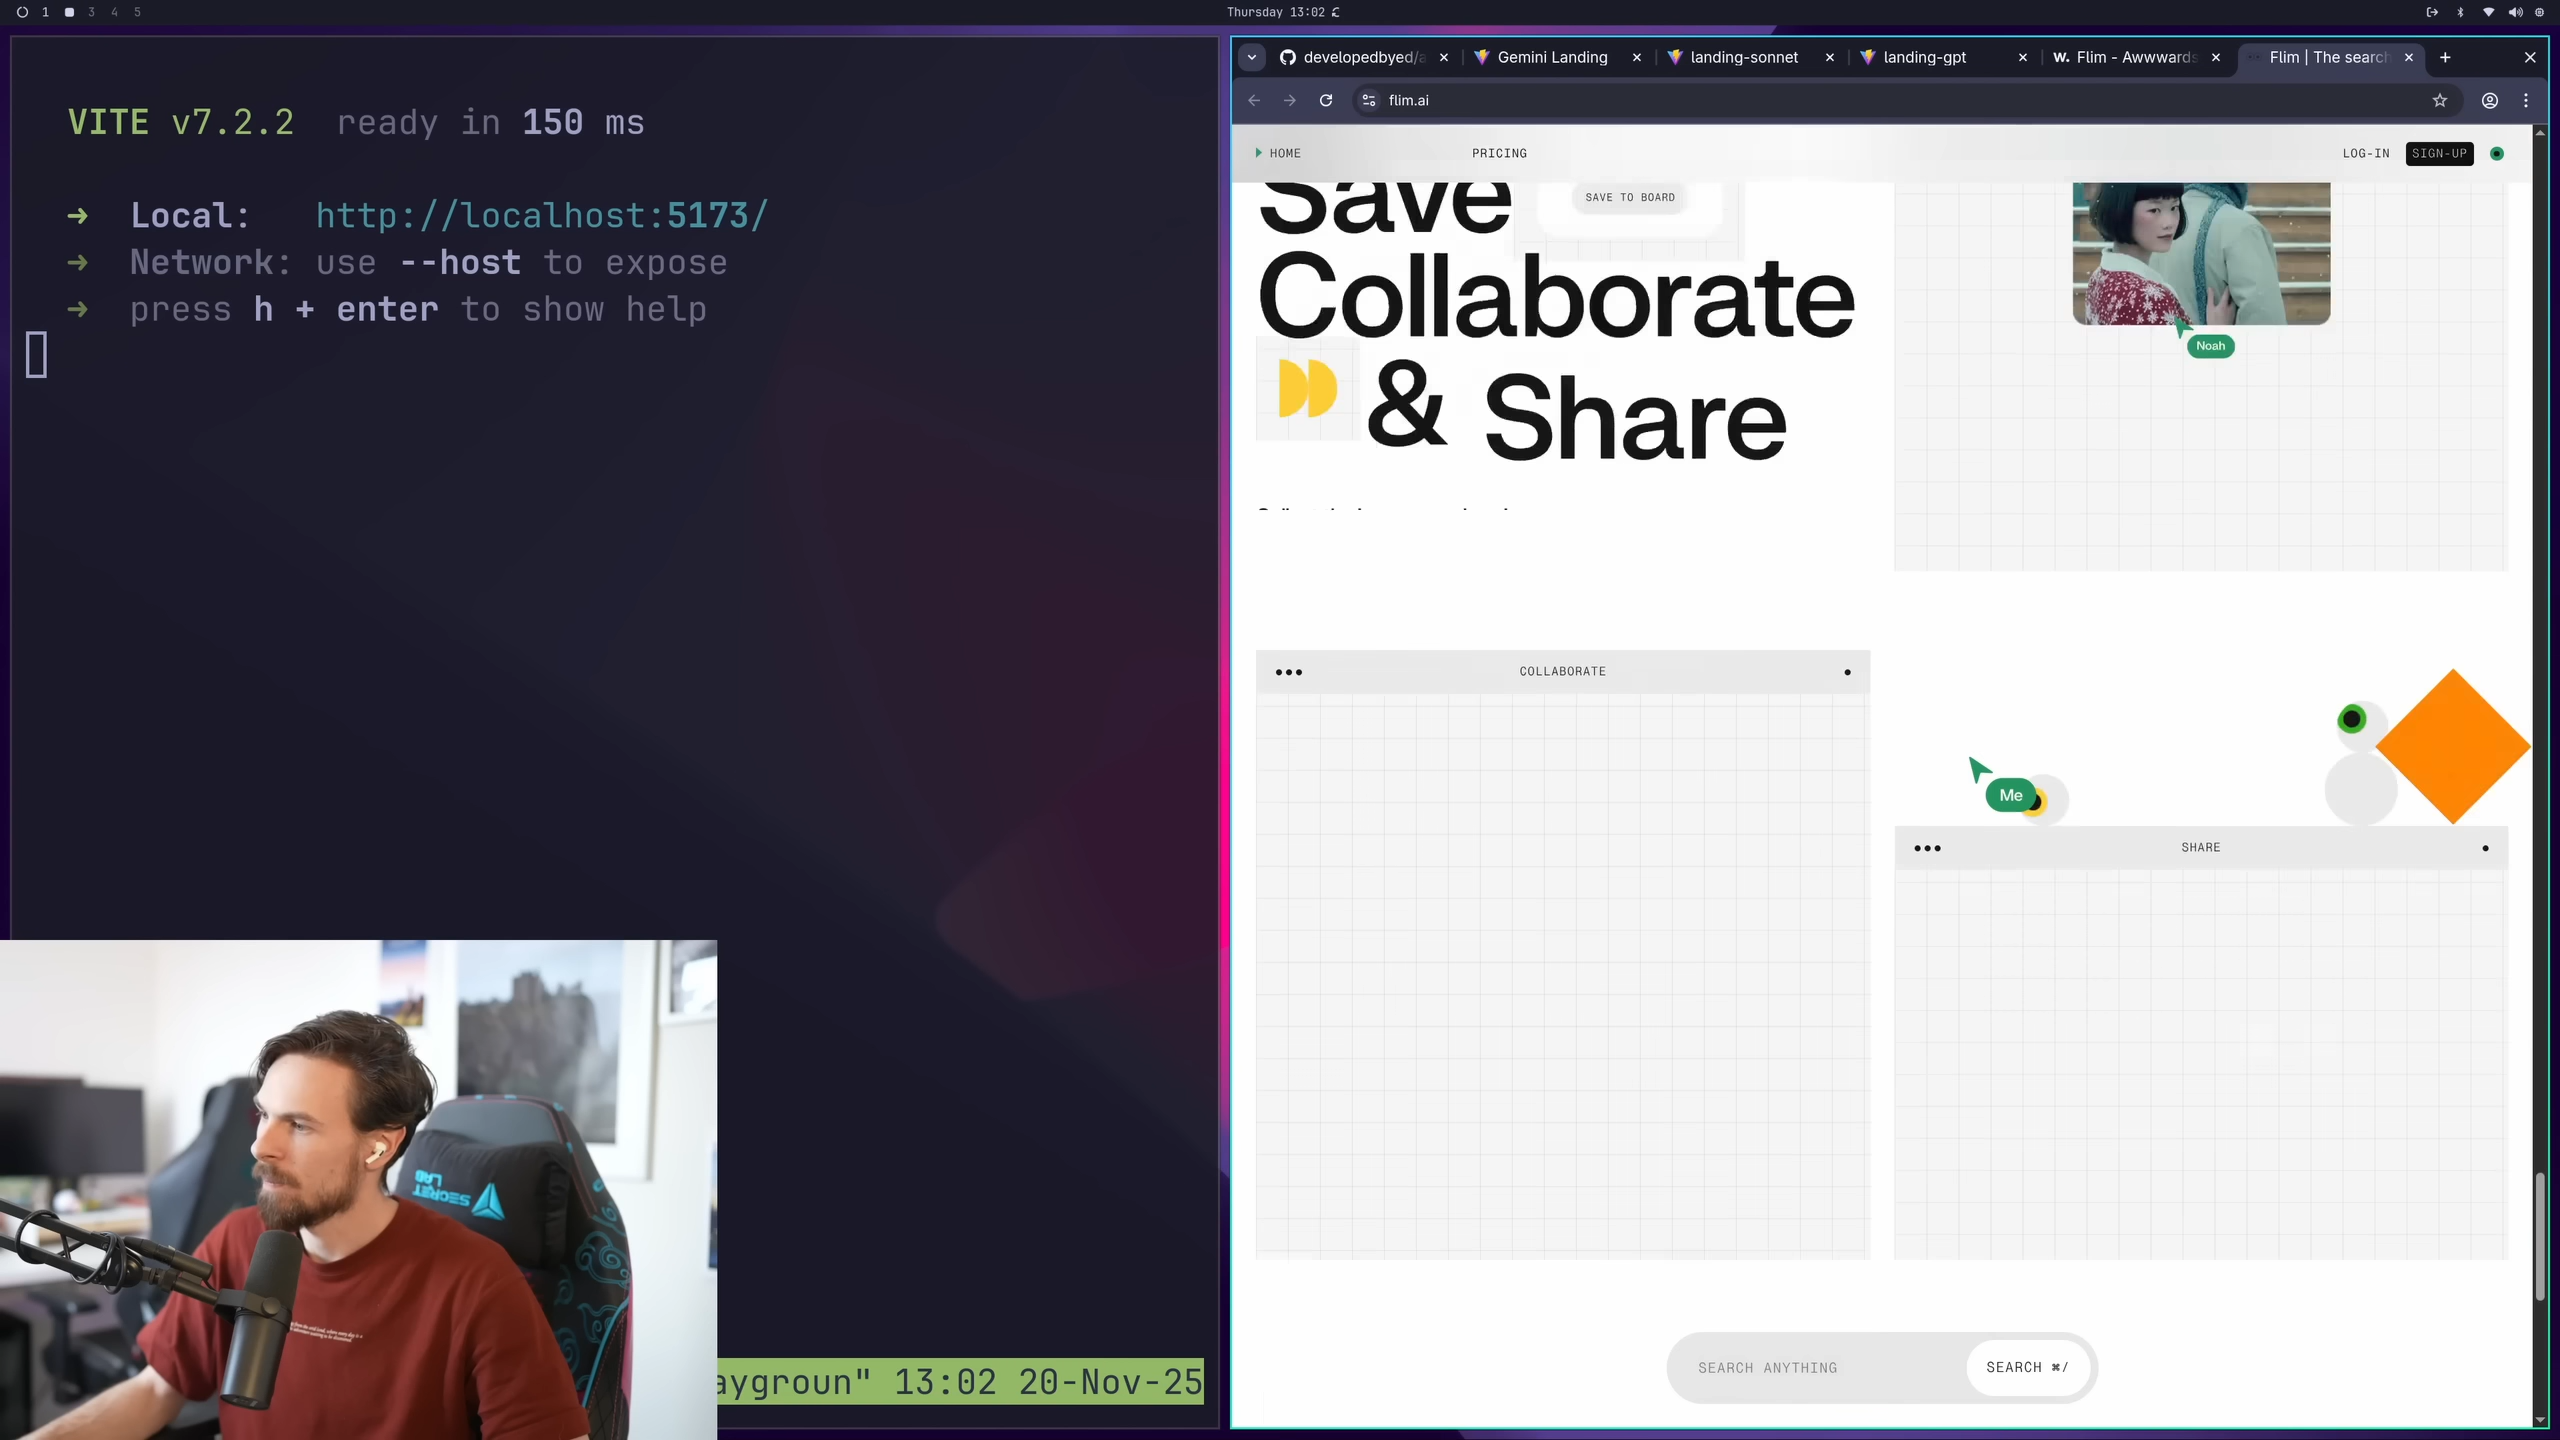 1 3 4 5
Thursday 13:02
VITE v7.2.2 ready in 150 ms
➜ Local: http://localhost:5173/
➜ Network: use --host to expose
➜ press h + enter to show help
aygroun" 13:02 20-Nov-25
SECRET LAB
developedbyed/a
Gemini Landing
landing-sonnet
landing-gpt
W. Flim - Awwwards
Flim | The search
flim.ai
HOME
PRICING
LOG-IN
SIGN-UP
Save
SAVE TO BOARD
Collaborate
& Share
Noah
COLLABORATE
Me
SHARE
SEARCH ANYTHING
SEARCH ⌘/